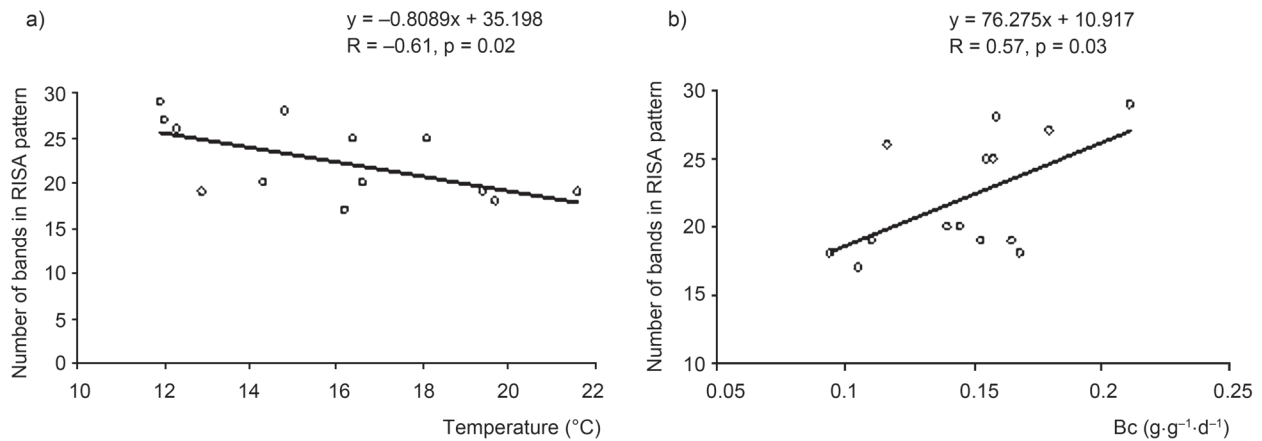 a)
y = –0.8089x + 35.198
R = –0.61, p = 0.02
Number of bands in RISA pattern
30
25
20
15
10
5
0
10 12 14 16 18 20 22
Temperature (°C)
b)
y = 76.275x + 10.917
R = 0.57, p = 0.03
Number of bands in RISA pattern
30
25
20
15
10
0.05 0.1 0.15 0.2 0.25
Bc (g·g⁻¹·d⁻¹)